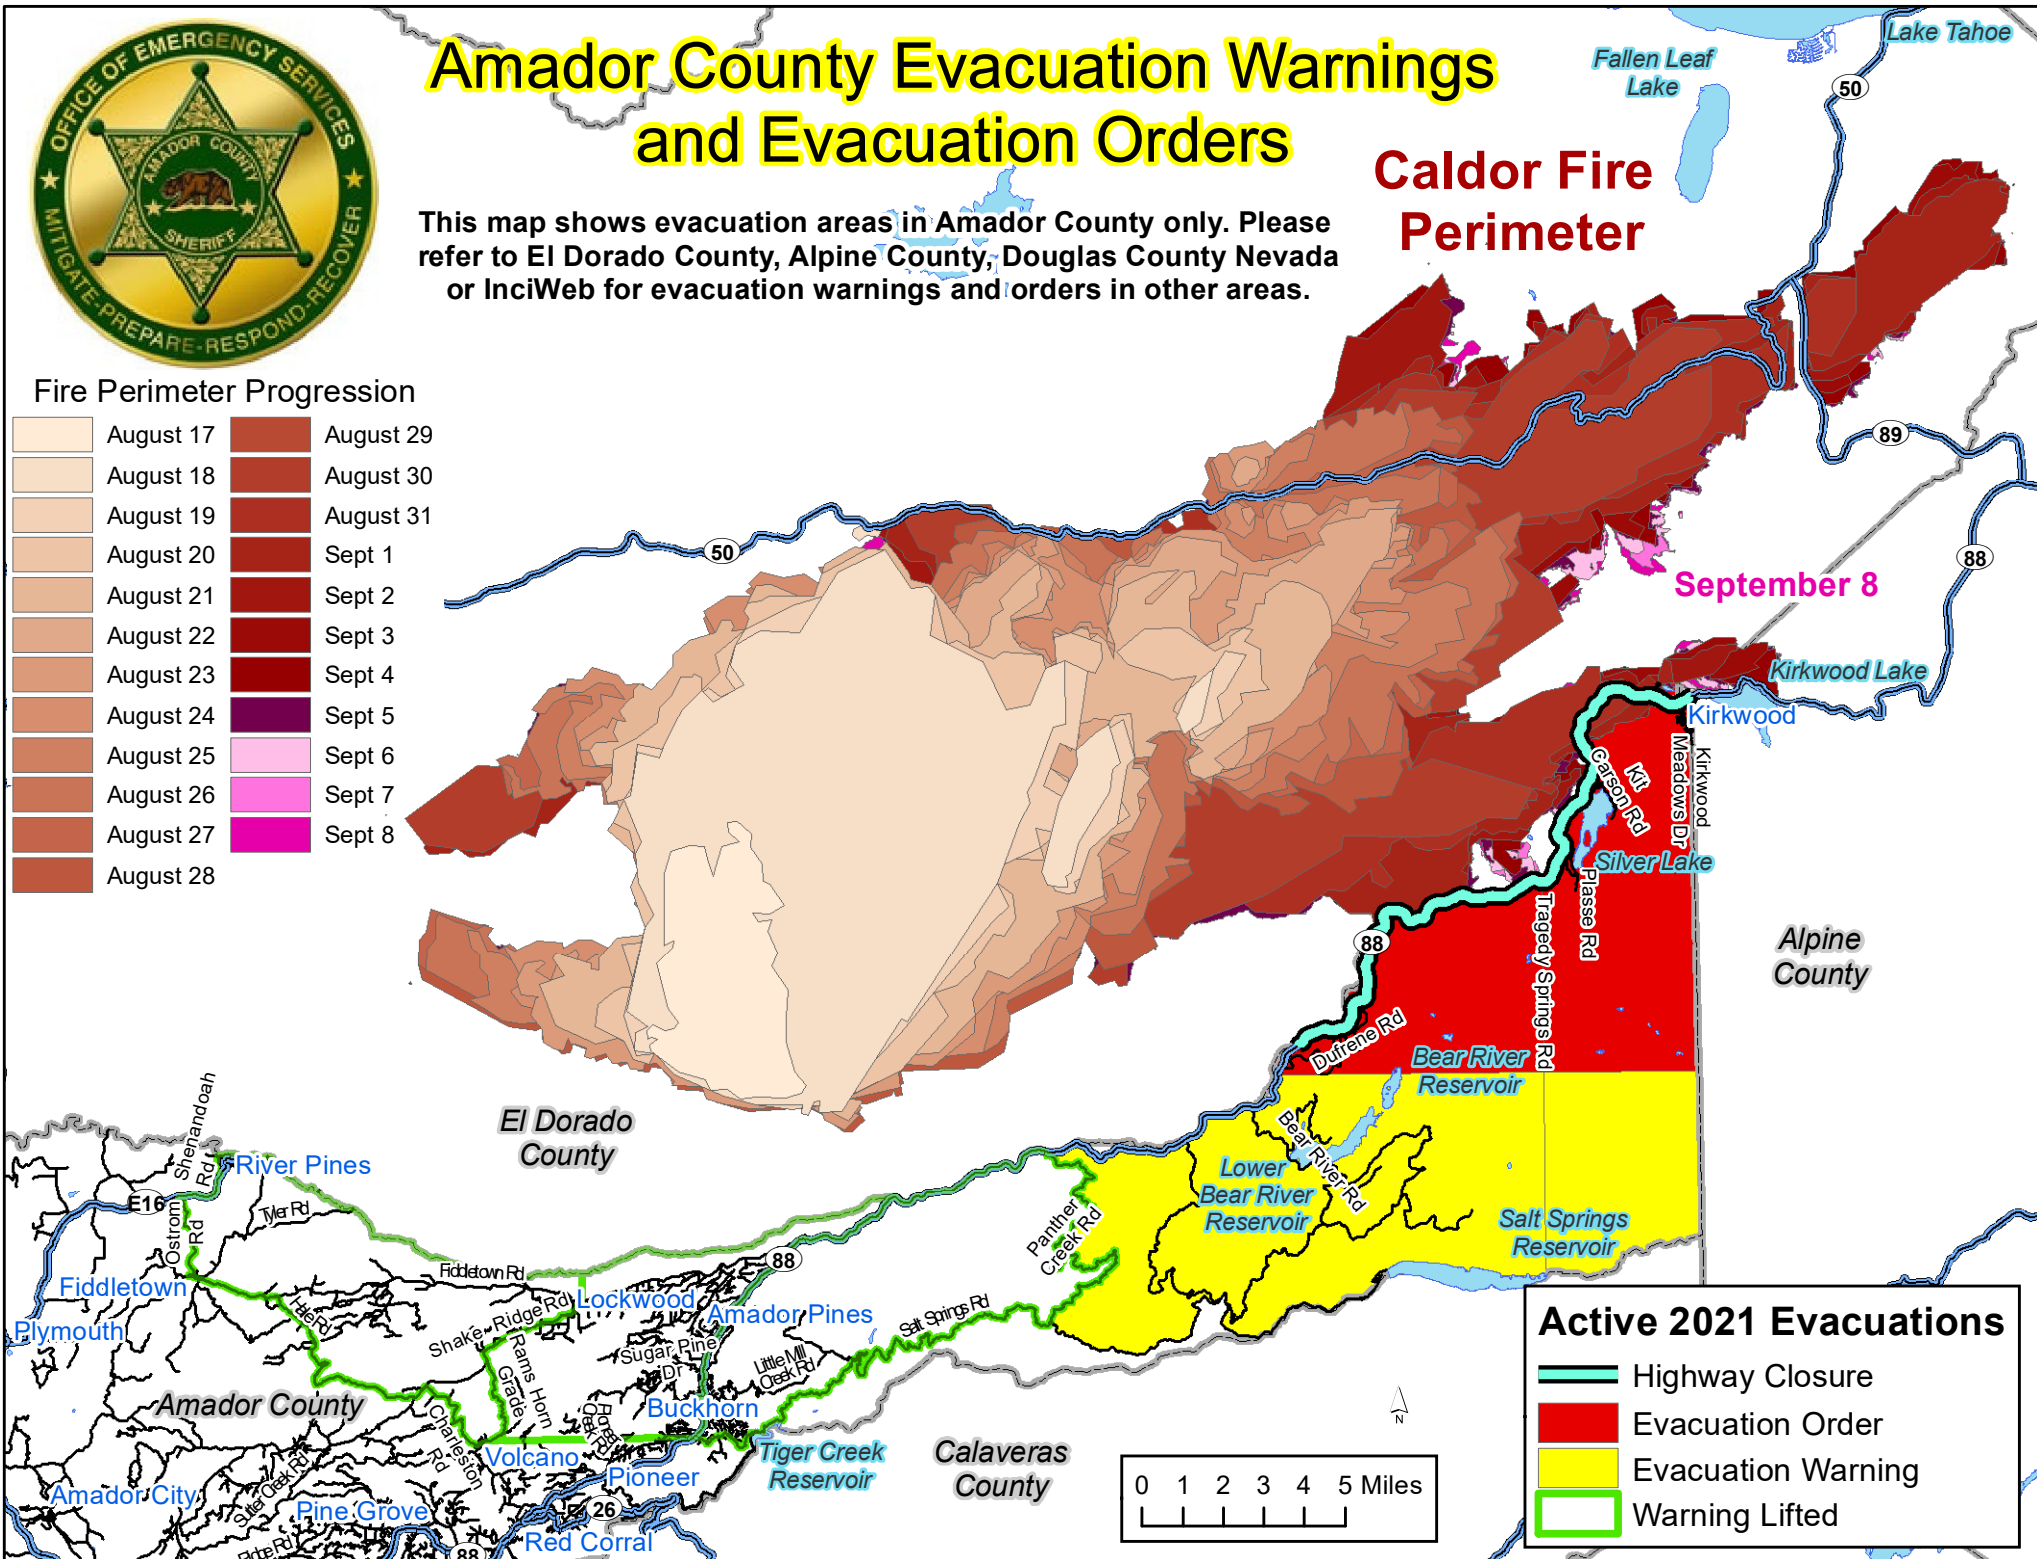 OFFICE OF EMERGENCY SERVICES
AMADOR COUNTY
SHERIFF
MITIGATE-PREPARE-RESPOND-RECOVER
Amador County Evacuation Warnings
and Evacuation Orders
This map shows evacuation areas in Amador County only. Please
refer to El Dorado County, Alpine County, Douglas County Nevada
or InciWeb for evacuation warnings and orders in other areas.
Caldor Fire
Perimeter
Fallen Leaf
Lake
Lake Tahoe
50
Fire Perimeter Progression
August 17
August 18
August 19
August 20
August 21
August 22
August 23
August 24
August 25
August 26
August 27
August 28
August 29
August 30
August 31
Sept 1
Sept 2
Sept 3
Sept 4
Sept 5
Sept 6
Sept 7
Sept 8
50
89
88
September 8
Kirkwood Lake
Kirkwood
Kirkwood
Meadows Dr
Kit
Carson Rd
Silver Lake
Plasse Rd
Tragedy Springs Rd
88
Dufrene Rd
Alpine
County
Bear River
Reservoir
Bear River Rd
Lower
Bear River
Reservoir
Salt Springs
Reservoir
El Dorado
County
Shenandoah
Rd
River Pines
E16
Ostrom
Rd
Tyler Rd
Fiddletown
Fiddletown Rd
Plymouth
Hale Rd
Shake Ridge Rd
Lockwood
Amador Pines
88
Panther
Creek Rd
Salt Springs Rd
Sugar Pine
Dr
Little Mill
Creek Rd
Rams Horn
Grade
Amador County
Charleston
Rd
Buckhorn
Volcano
Pioneer
Tiger Creek
Reservoir
Calaveras
County
Amador City
Sutter Creek Rd
Pine Grove
26
Red Corral
Ridge Rd
88
N
0 1 2 3 4 5 Miles
Active 2021 Evacuations
Highway Closure
Evacuation Order
Evacuation Warning
Warning Lifted